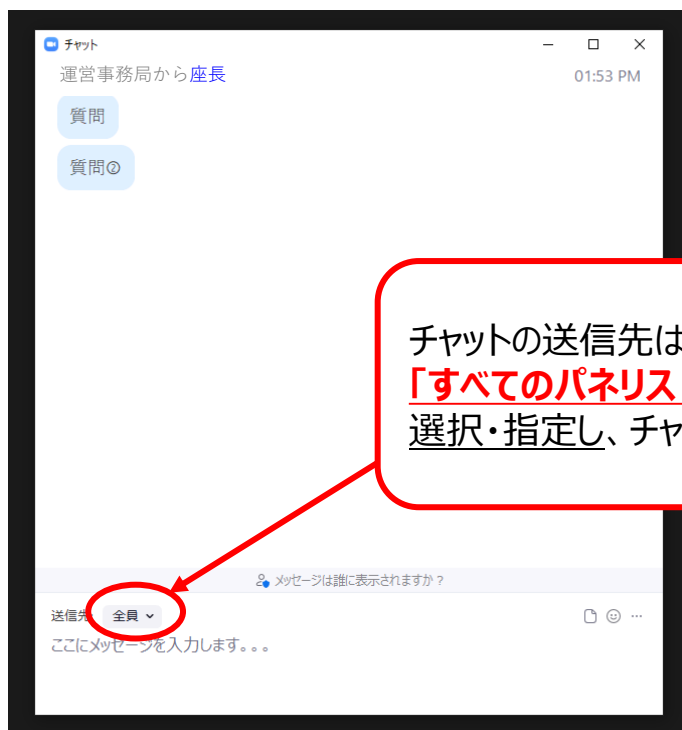 チャット
運営事務局から座長
01:53 PM
質問
質問②
チャットの送信先は
「すべてのパネリス
選択・指定し、チャ
メッセージは誰に表示されますか？
送信先 全員
ここにメッセージを入力します。。。